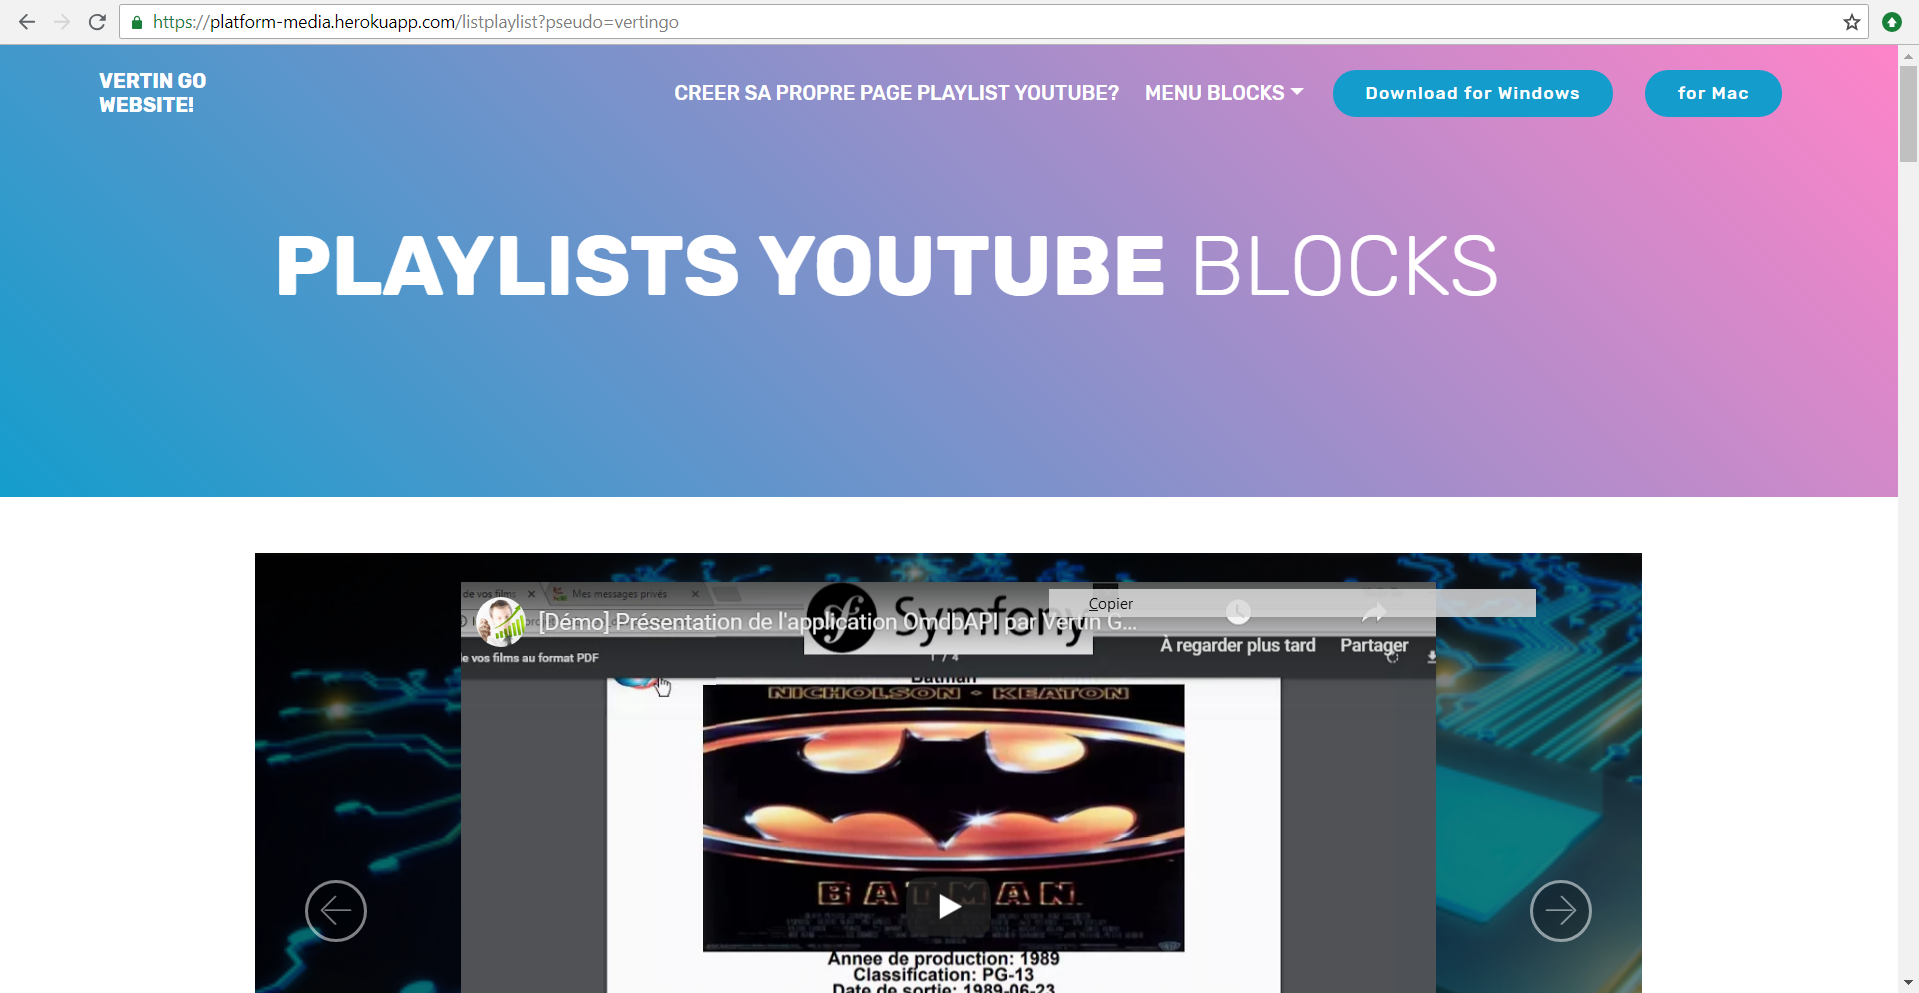 https://platform-media.herokuapp.com/listplaylist?pseudo=vertingo
VERTIN GO
WEBSITE!
CREER SA PROPRE PAGE PLAYLIST YOUTUBE?
MENU BLOCKS
Download for Windows
for Mac
PLAYLISTS YOUTUBE BLOCKS
de vos films
Mes messages privés
Symfony
Copier
[Démo] Présentation de l'application OmdbAPI par Vertin G...
À regarder plus tard
Partager
e vos films au format PDF
1 / 4
Batman
NICHOLSON · KEATON
BATMAN
Annee de production: 1989
Classification: PG-13
Date de sortie: 1989-06-23